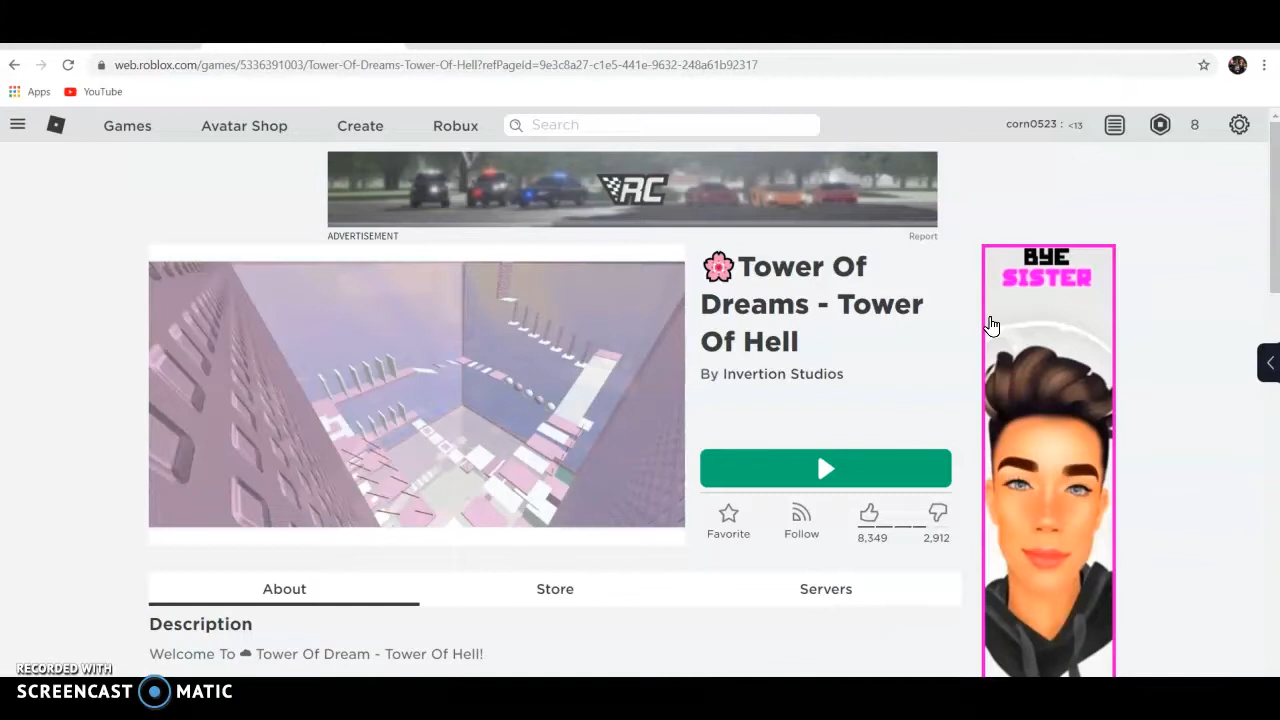 web.roblox.com/games/5336391003/Tower-Of-Dreams-Tower-Of-Hell?refPageId=9e3c8a27-c1e5-441e-9632-248a61b92317
Apps YouTube
Games Avatar Shop Create Robux Search corn0523 : <13 8
RC
ADVERTISEMENT Report
BYE
SISTER
🌸Tower Of
Dreams - Tower
Of Hell
By Invertion Studios
Favorite Follow 8,349 2,912
About Store Servers
Description
Welcome To ☁ Tower Of Dream - Tower Of Hell!
RECORDED WITH
SCREENCAST MATIC